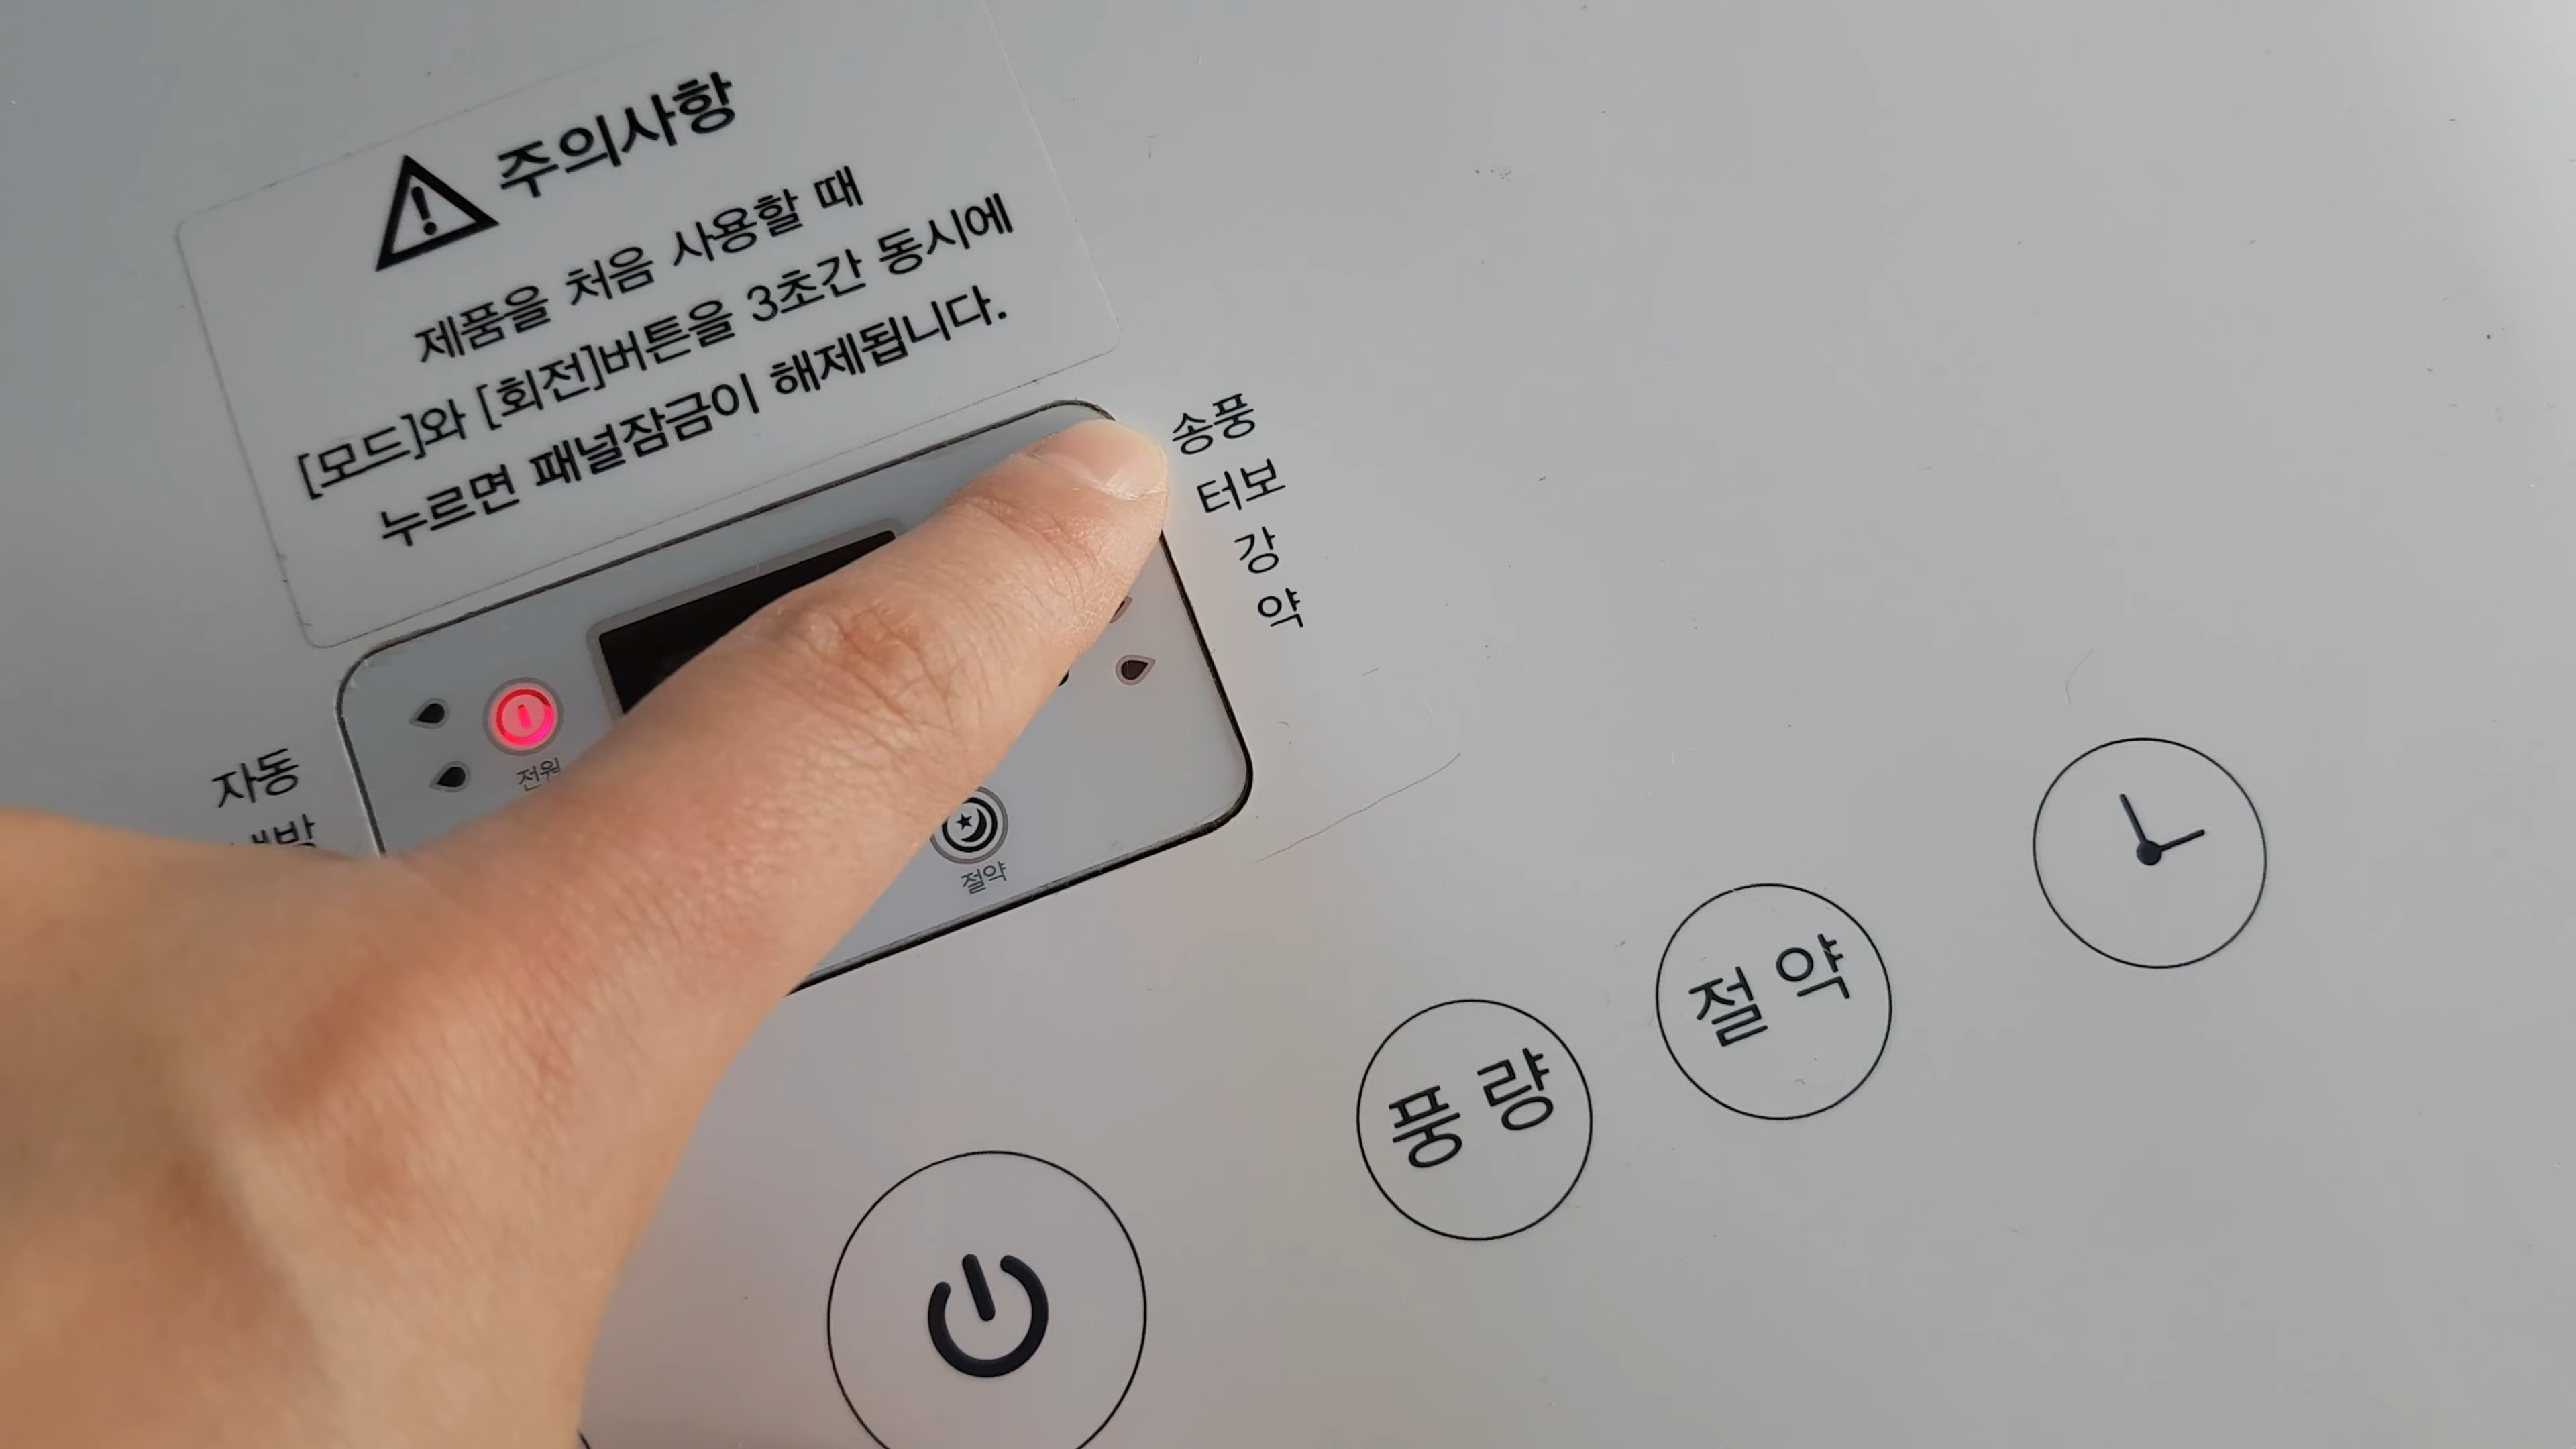 주의사항
제품을 처음 사용할 때
[모드]와 [회전]버튼을 3초간 동시에
누르면 패널잠금이 해제됩니다.
송풍
터보
강
약
전원
자동
절약
절약
풍량